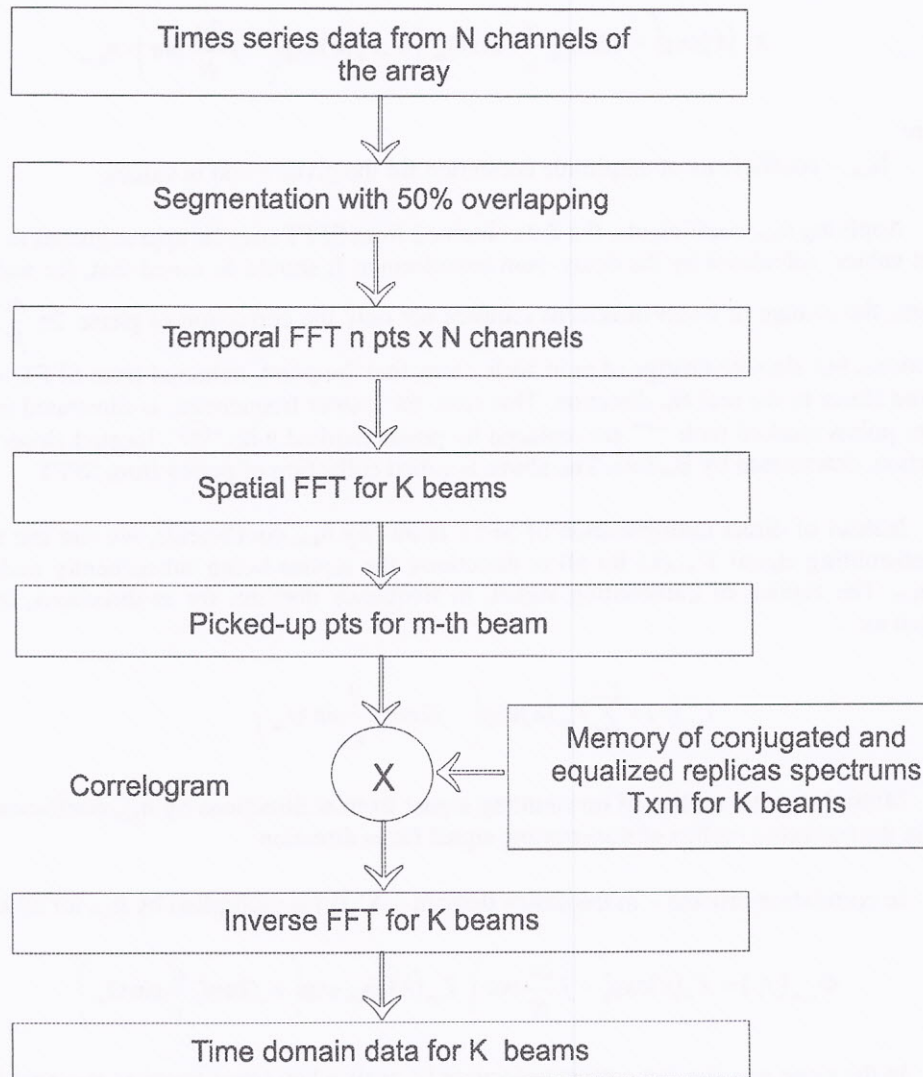 Times series data from N channels of
the array
Segmentation with 50% overlapping
Temporal FFT n pts x N channels
Spatial FFT for K beams
Picked-up pts for m-th beam
Correlogram
X
Memory of conjugated and
equalized replicas spectrums
Txm for K beams
Inverse FFT for K beams
Time domain data for K beams